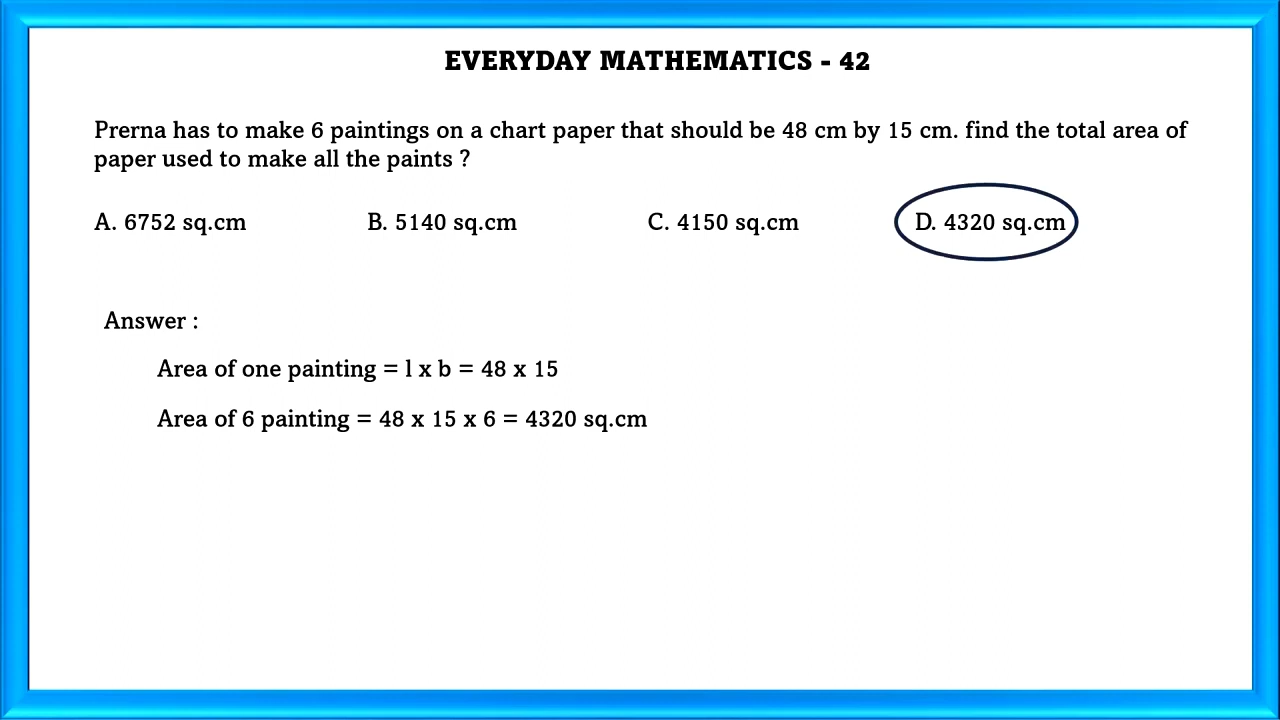 EVERYDAY MATHEMATICS - 42
Prerna has to make 6 paintings on a chart paper that should be 48 cm by 15 cm. find the total area of
paper used to make all the paints ?
A. 6752 sq.cm B. 5140 sq.cm C. 4150 sq.cm D. 4320 sq.cm
Answer :
Area of one painting = l x b = 48 x 15
Area of 6 painting = 48 x 15 x 6 = 4320 sq.cm